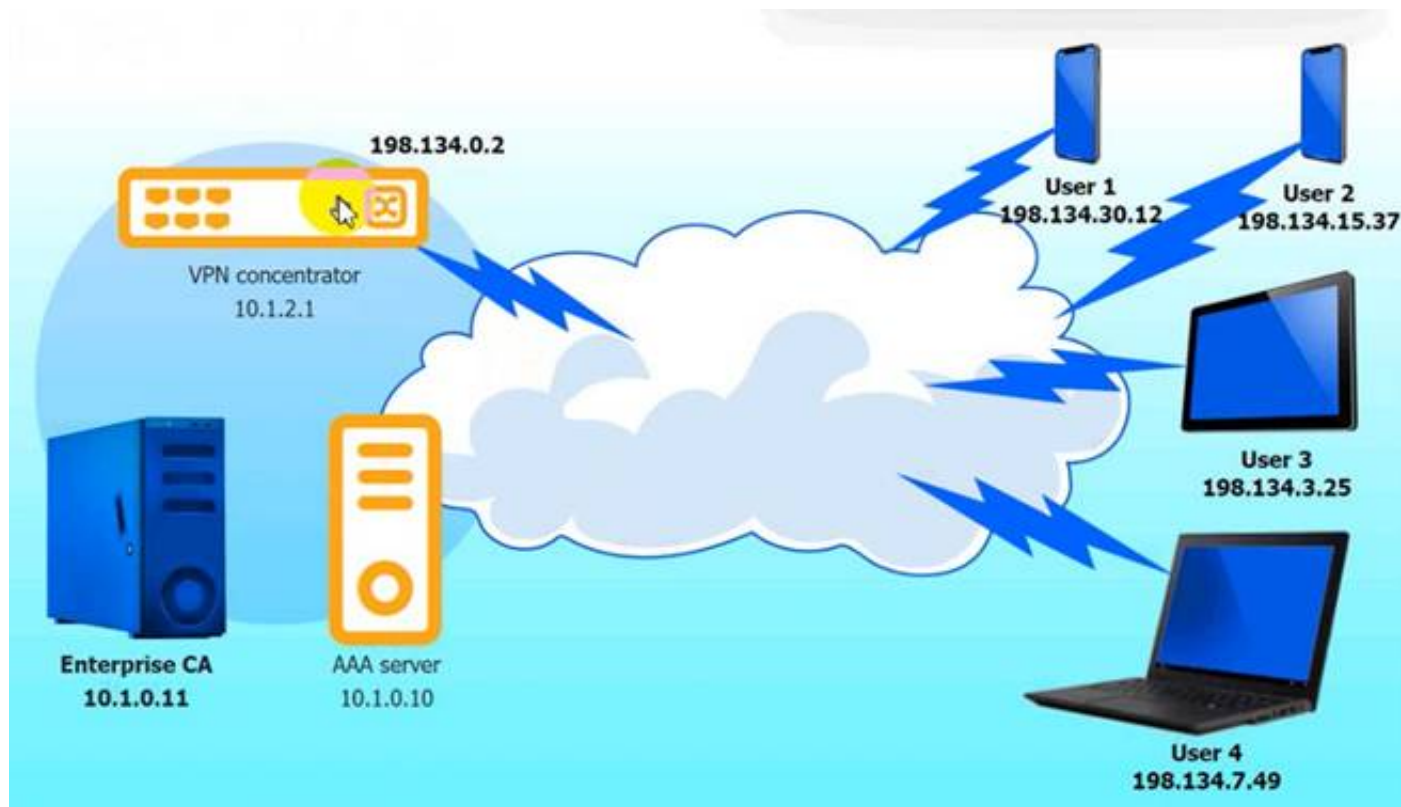 198.134.0.2
VPN concentrator
10.1.2.1
User 1
198.134.30.12
User 2
198.134.15.37
User 3
198.134.3.25
Enterprise CA
10.1.0.11
AAA server
10.1.0.10
User 4
198.134.7.49